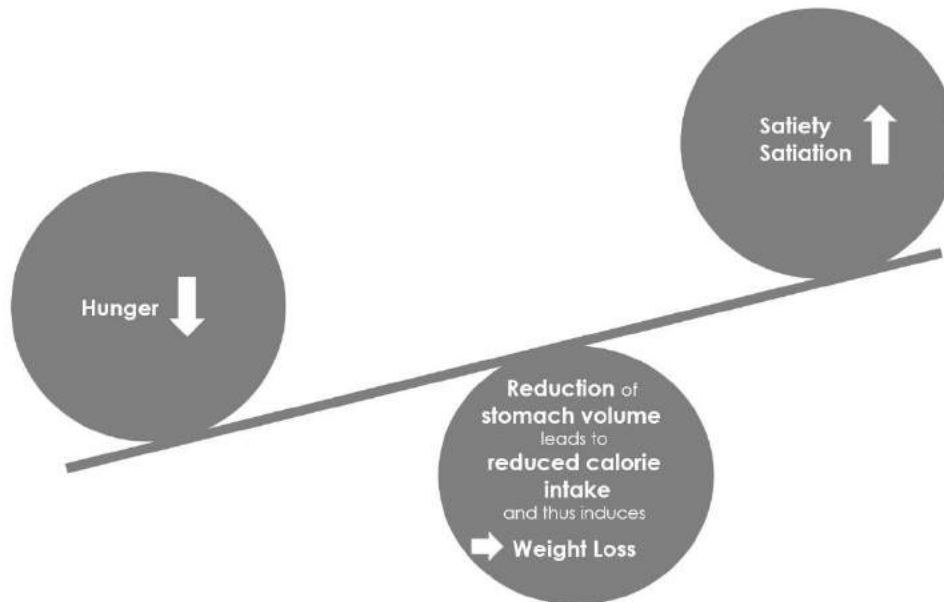 Satiety
Satiation
Hunger
Reduction of
stomach volume
leads to
reduced calorie
intake
and thus induces
Weight Loss